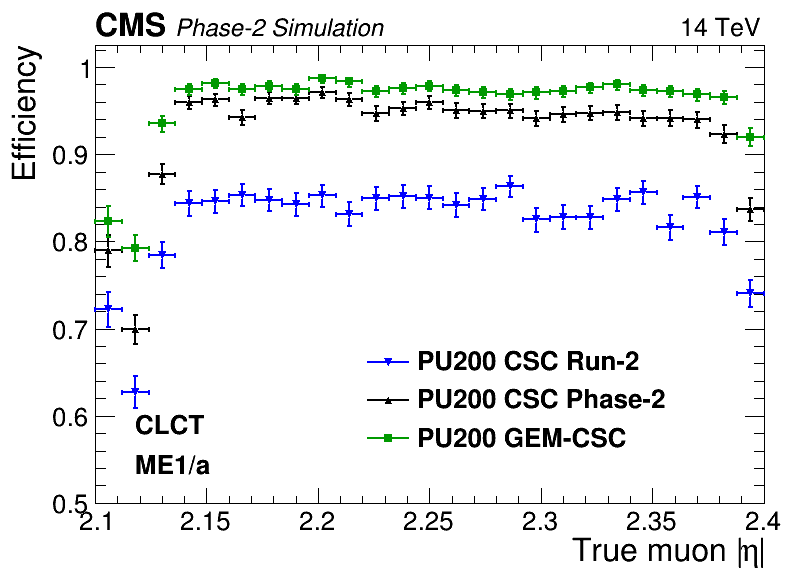 CMS Phase-2 Simulation 14 TeV
Efficiency
1
0.9
0.8
0.7
0.6
0.5
PU200 CSC Run-2
PU200 CSC Phase-2
PU200 GEM-CSC
CLCT
ME1/a
2.1 2.15 2.2 2.25 2.3 2.35 2.4
True muon |η|